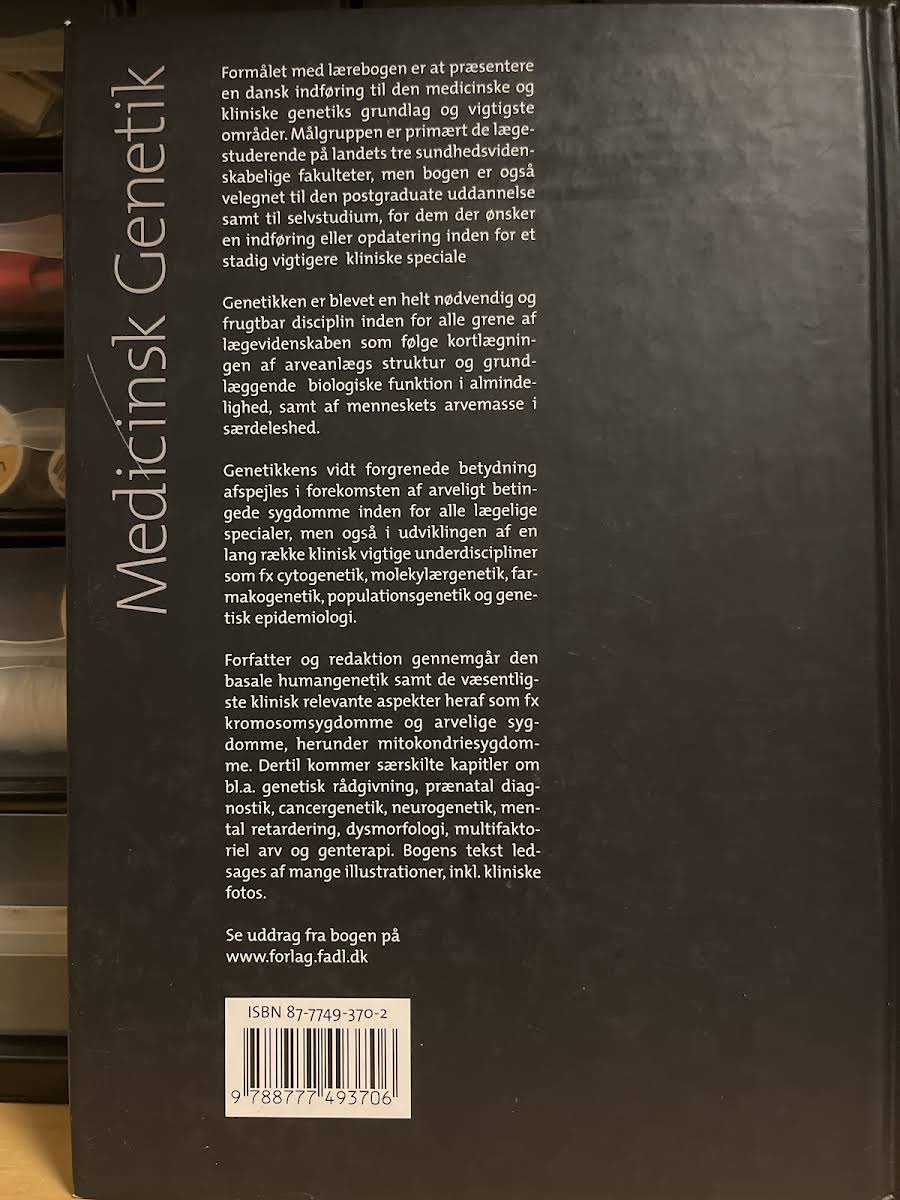 Medicinsk Genetik
Formålet med lærebogen er at præsentere
en dansk indføring til den medicinske og
kliniske genetiks grundlag og vigtigste
områder. Målgruppen er primært de læge-
studerende på landets tre sundhedsviden-
skabelige fakulteter, men bogen er også
velegnet til den postgraduate uddannelse
samt til selvstudium, for dem der ønsker
en indføring eller opdatering inden for et
stadig vigtigere kliniske speciale
Genetikken er blevet en helt nødvendig og
frugtbar disciplin inden for alle grene af
lægevidenskaben som følge kortlægnin-
gen af arveanlægs struktur og grund-
læggende biologiske funktion i alminde-
lighed, samt af menneskets arvemasse i
særdeleshed.
Genetikkens vidt forgrenede betydning
afspejles i forekomsten af arveligt betin-
gede sygdomme inden for alle lægelige
specialer, men også i udviklingen af en
lang række klinisk vigtige underdiscipliner
som fx cytogenetik, molekylærgenetik, far-
makogenetik, populationsgenetik og gene-
tisk epidemiologi.
Forfatter og redaktion gennemgår den
basale humangenetik samt de væsentlig-
ste klinisk relevante aspekter heraf som fx
kromosomsygdomme og arvelige syg-
domme, herunder mitokondriesygdom-
me. Dertil kommer særskilte kapitler om
bl.a. genetisk rådgivning, prænatal diag-
nostik, cancergenetik, neurogenetik, men-
tal retardering, dysmorfologi, multifakto-
riel arv og genterapi. Bogens tekst led-
sages af mange illustrationer, inkl. kliniske
fotos.
Se uddrag fra bogen på
www.forlag.fadl.dk
ISBN 87-7749-370-2
9 788777 493706